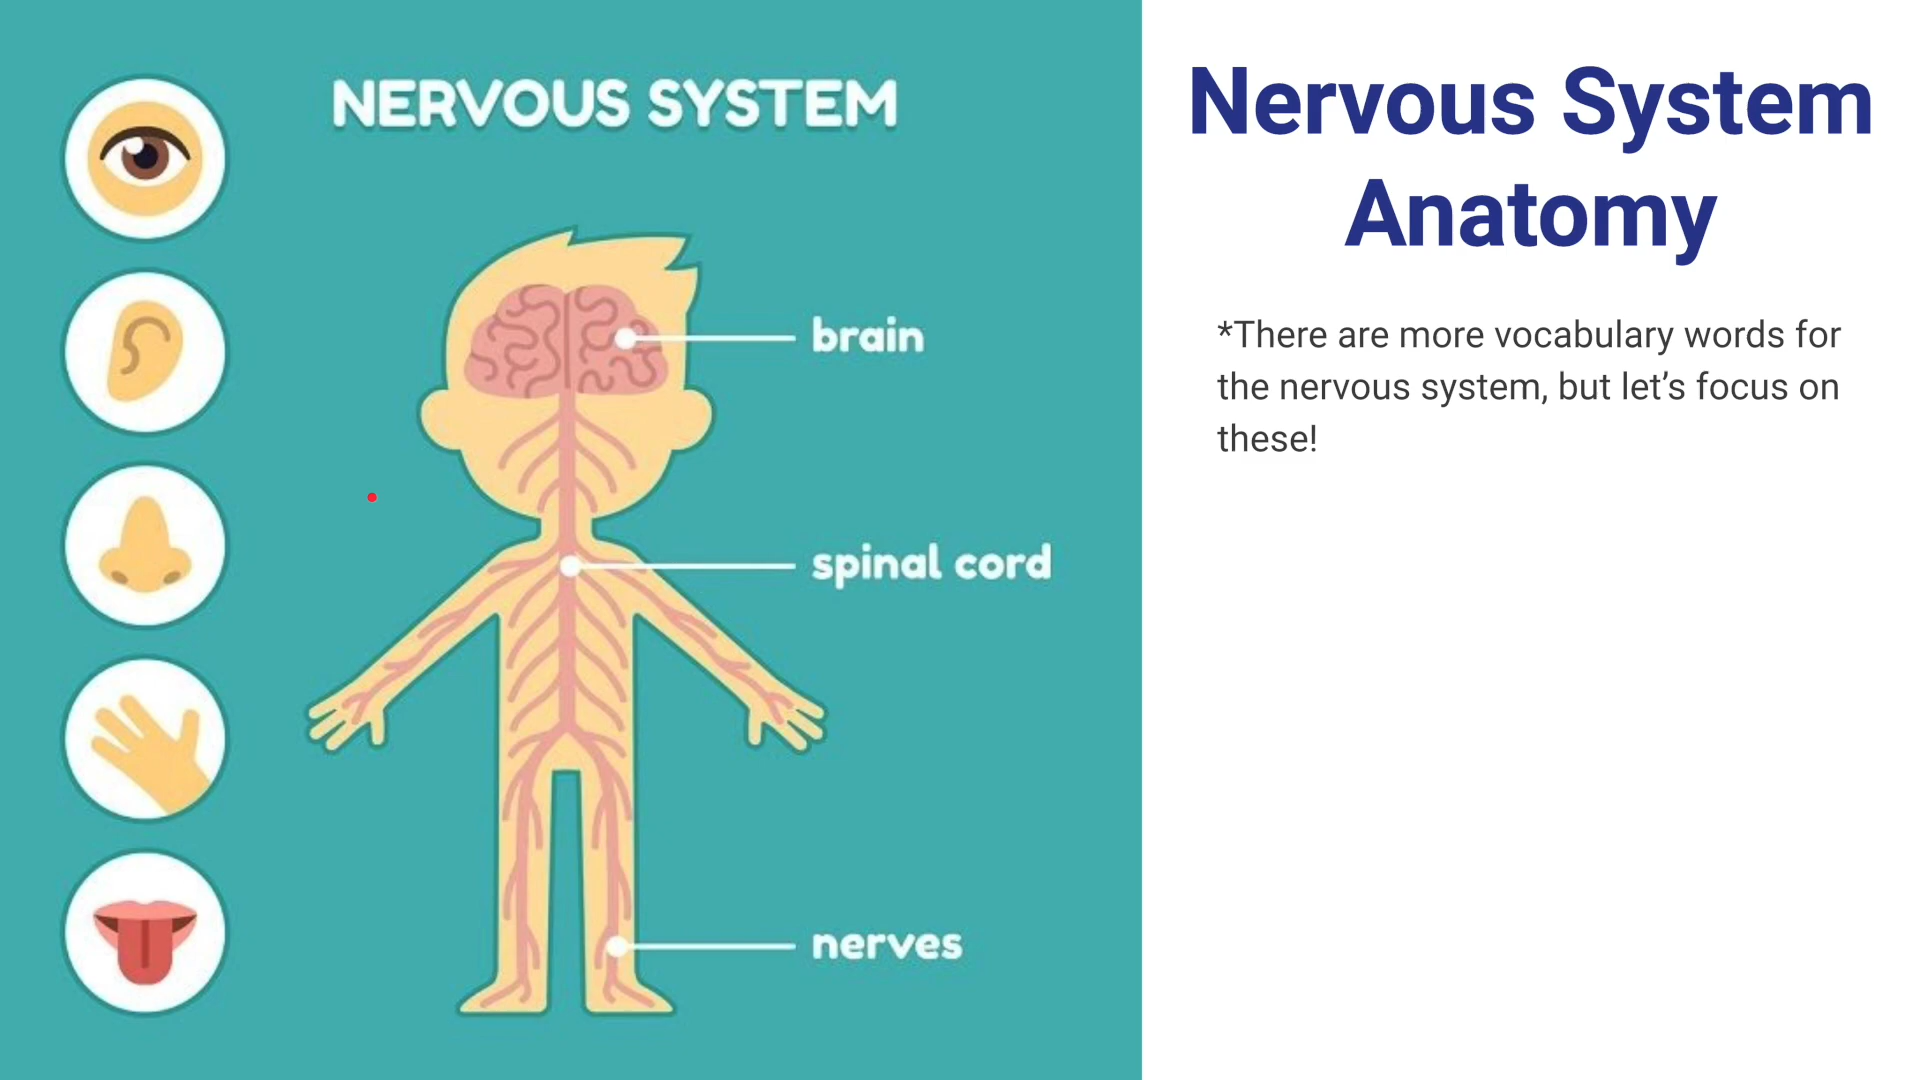 NERVOUS SYSTEM
brain
spinal cord
nerves
Nervous System
Anatomy
*There are more vocabulary words for
the nervous system, but let’s focus on
these!